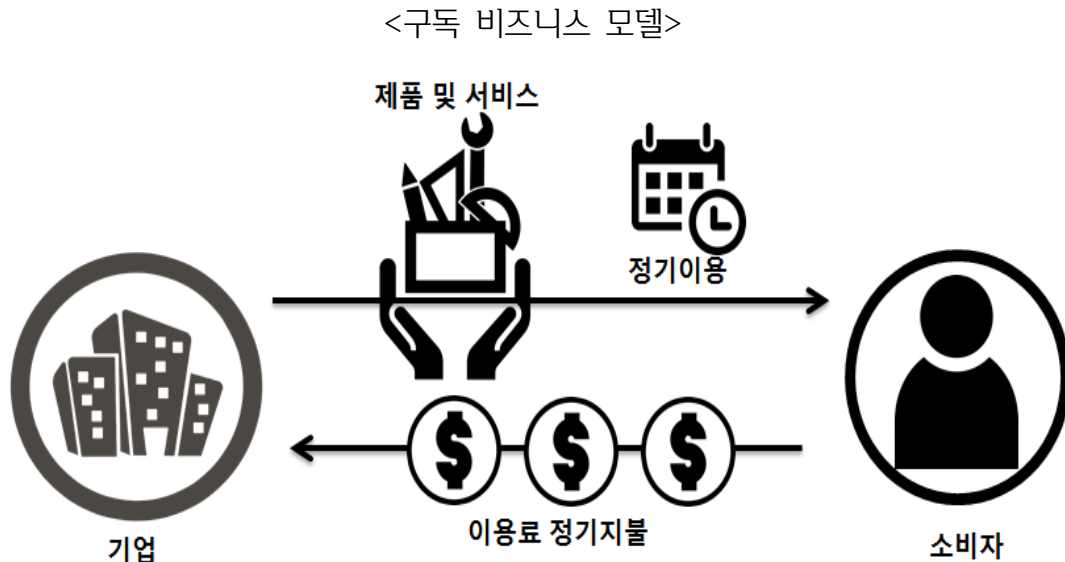 <구독 비즈니스 모델>
제품 및 서비스
정기이용
$ $ $
이용료 정기지불
기업
소비자